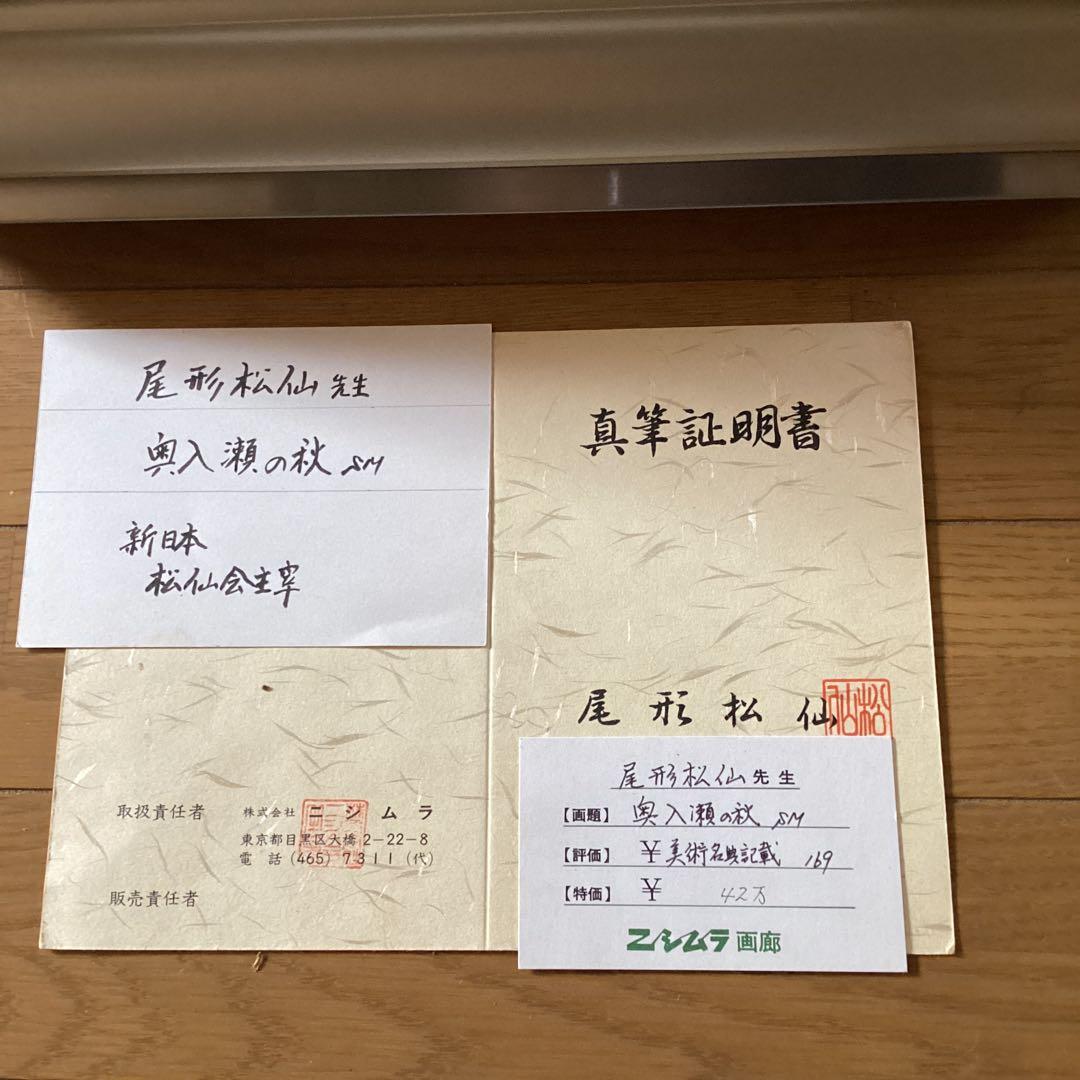 尾形松仙先生
奥入瀬の秋 SM
新日本
松仙会主宰
真筆証明書
尾形松仙
松仙
取扱責任者 株式会社ニシムラ
東京都目黒区大橋2-22-8
電話(465)7311(代)
販売責任者
尾形松仙先生
【画題】 奥入瀬の秋 SM
【評価】 ¥美術名典記載 169
【特価】 ¥ 42万
ニシムラ画廊